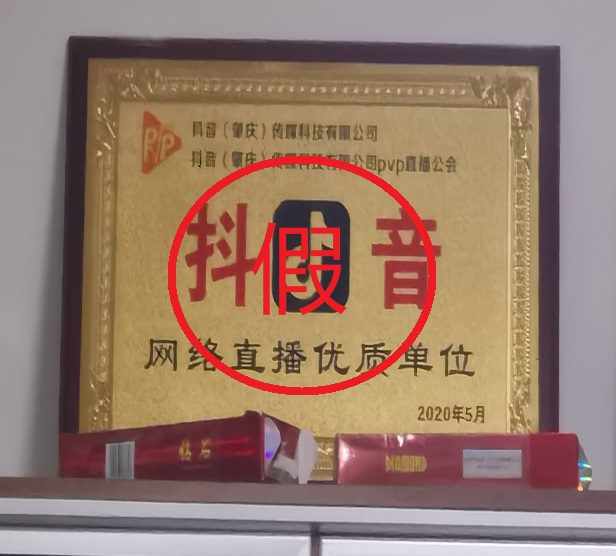 RP
抖音（肇庆）传媒科技有限公司
抖音（肇庆）传媒科技有限公司pvp直播公会
抖 音
假
网络直播优质单位
2020年5月
钻石